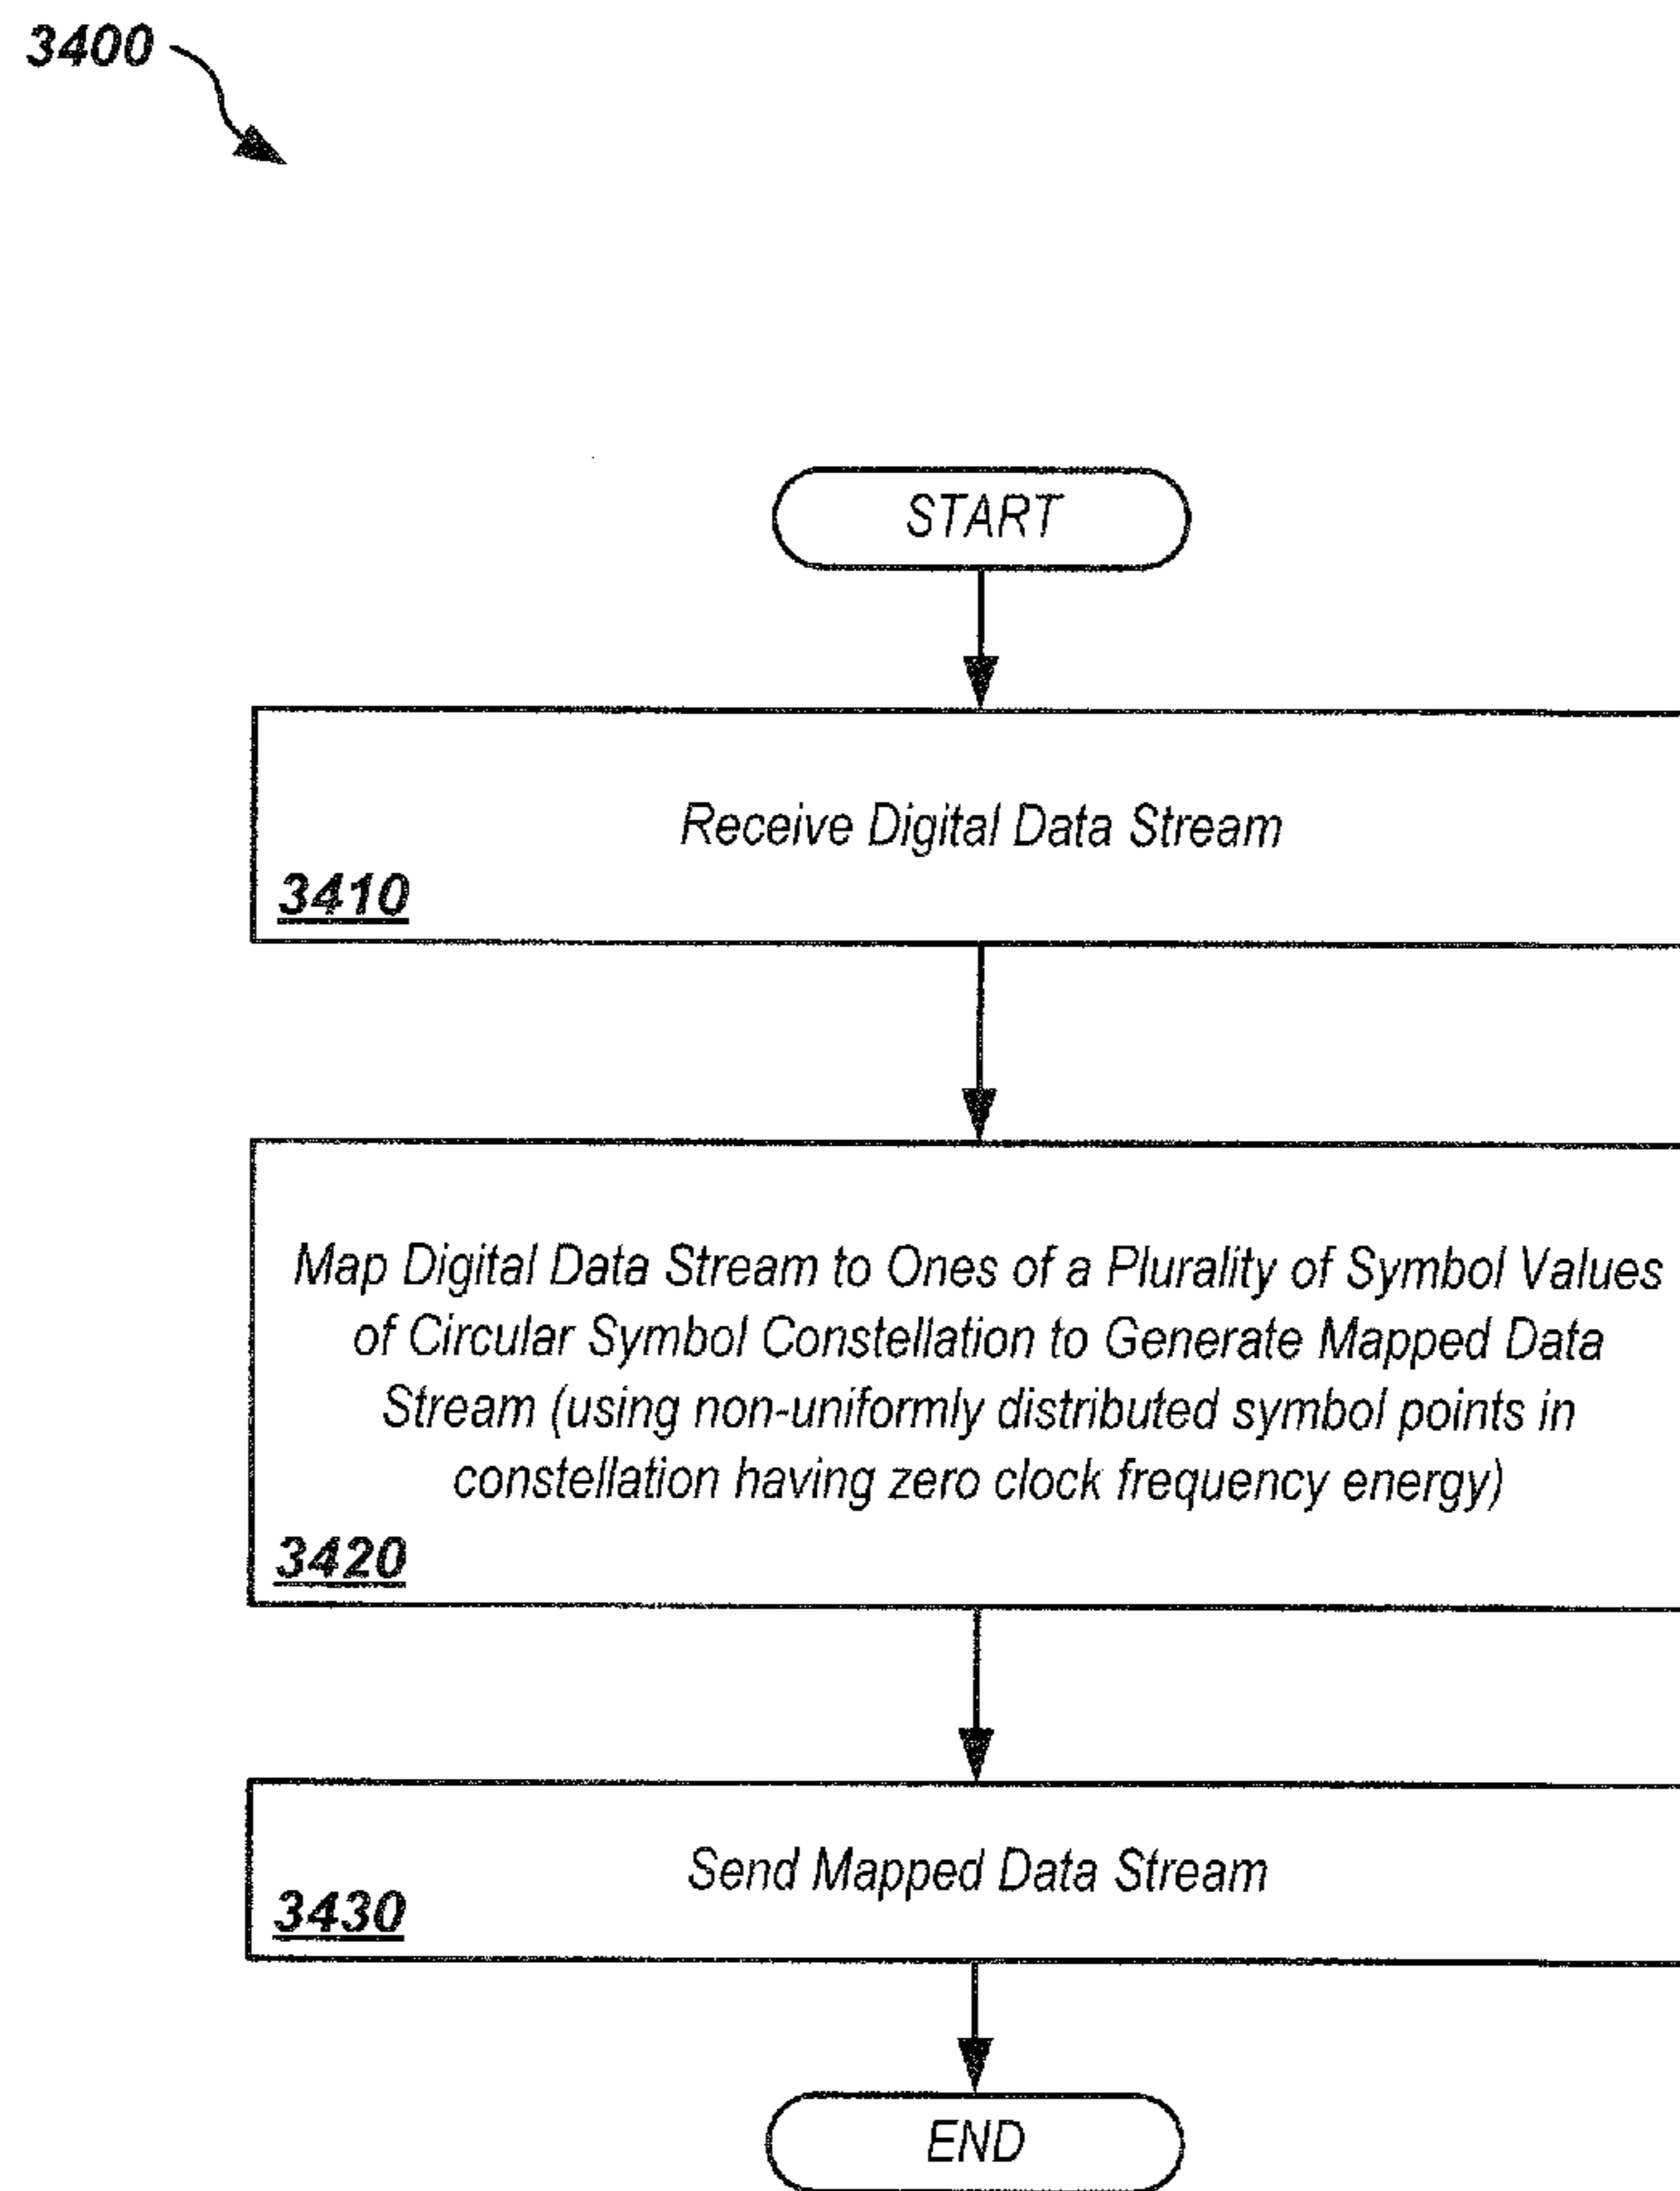 3400
START
Receive Digital Data Stream
3410
Map Digital Data Stream to Ones of a Plurality of Symbol Values
of Circular Symbol Constellation to Generate Mapped Data
Stream (using non-uniformly distributed symbol points in
constellation having zero clock frequency energy)
3420
Send Mapped Data Stream
3430
END